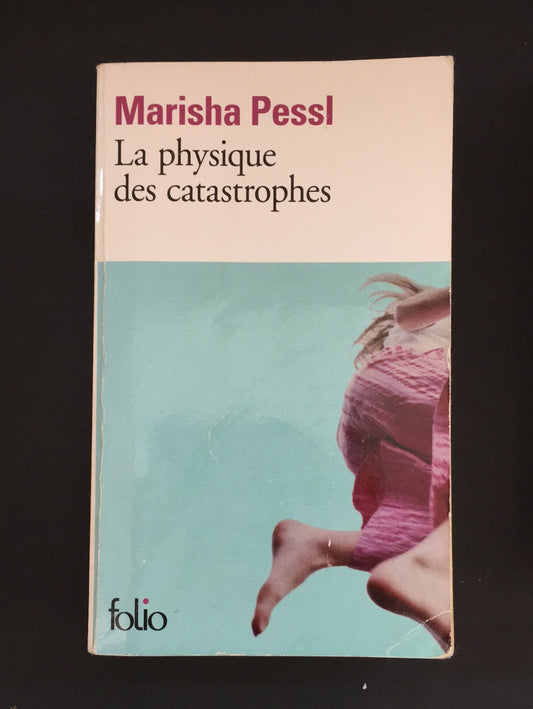 Marisha Pessl
La physique
des catastrophes
folio